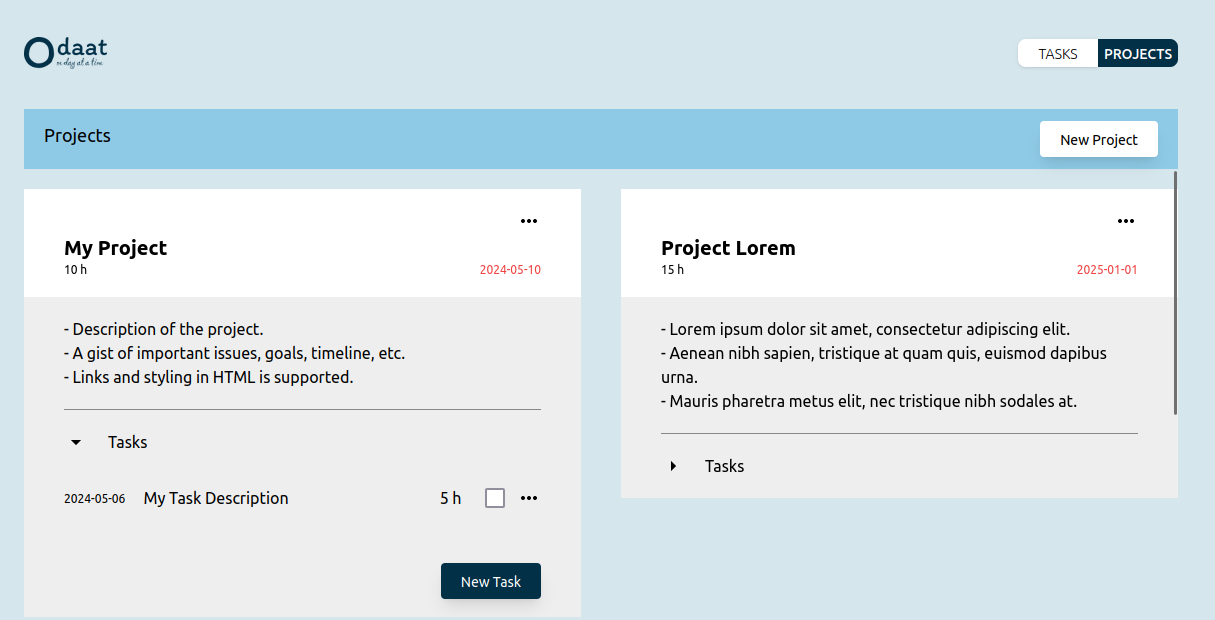 Odaat
TASKS PROJECTS
Projects
New Project
My Project
10 h 2024-05-10
- Description of the project.
- A gist of important issues, goals, timeline, etc.
- Links and styling in HTML is supported.
Tasks
2024-05-06 My Task Description 5 h
New Task
Project Lorem
15 h 2025-01-01
- Lorem ipsum dolor sit amet, consectetur adipiscing elit.
- Aenean nibh sapien, tristique at quam quis, euismod dapibus
urna.
- Mauris pharetra metus elit, nec tristique nibh sodales at.
Tasks